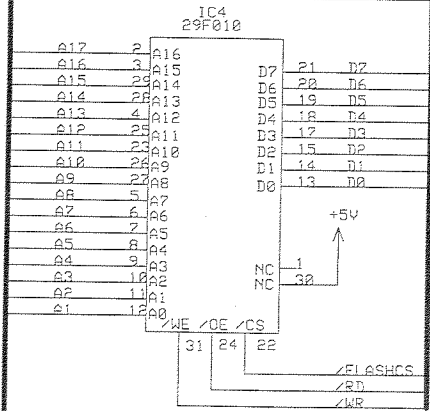 IC4
29F010
A17 2 A16
A16 3 A15
A15 29 A14
A14 28 A13
A13 4 A12
A12 25 A11
A11 23 A10
A10 26 A9
A9 27 A8
A8 5 A7
A7 6 A6
A6 7 A5
A5 8 A4
A4 9 A3
A3 10 A2
A2 11 A1
A1 12 A0
D7 21 D7
D6 20 D6
D5 19 D5
D4 18 D4
D3 17 D3
D2 15 D2
D1 14 D1
D0 13 D0
+5V
NC 1
NC 30
/WE /OE /CS
31 24 22
/FLASHCS
/RD
/WR